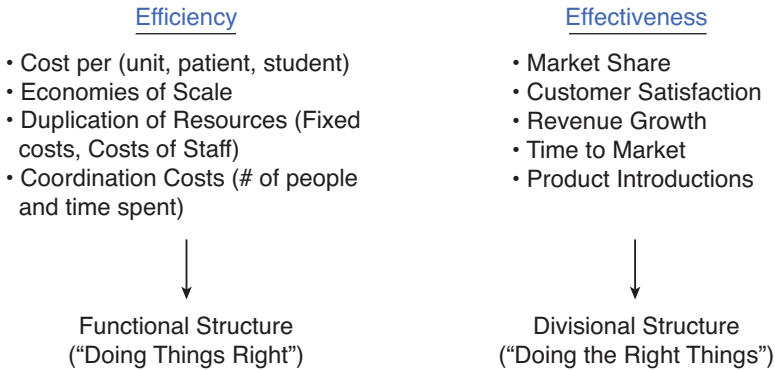 Efficiency
• Cost per (unit, patient, student)
• Economies of Scale
• Duplication of Resources (Fixed
costs, Costs of Staff)
• Coordination Costs (# of people
and time spent)
Functional Structure
(“Doing Things Right”)
Effectiveness
• Market Share
• Customer Satisfaction
• Revenue Growth
• Time to Market
• Product Introductions
Divisional Structure
(“Doing the Right Things”)